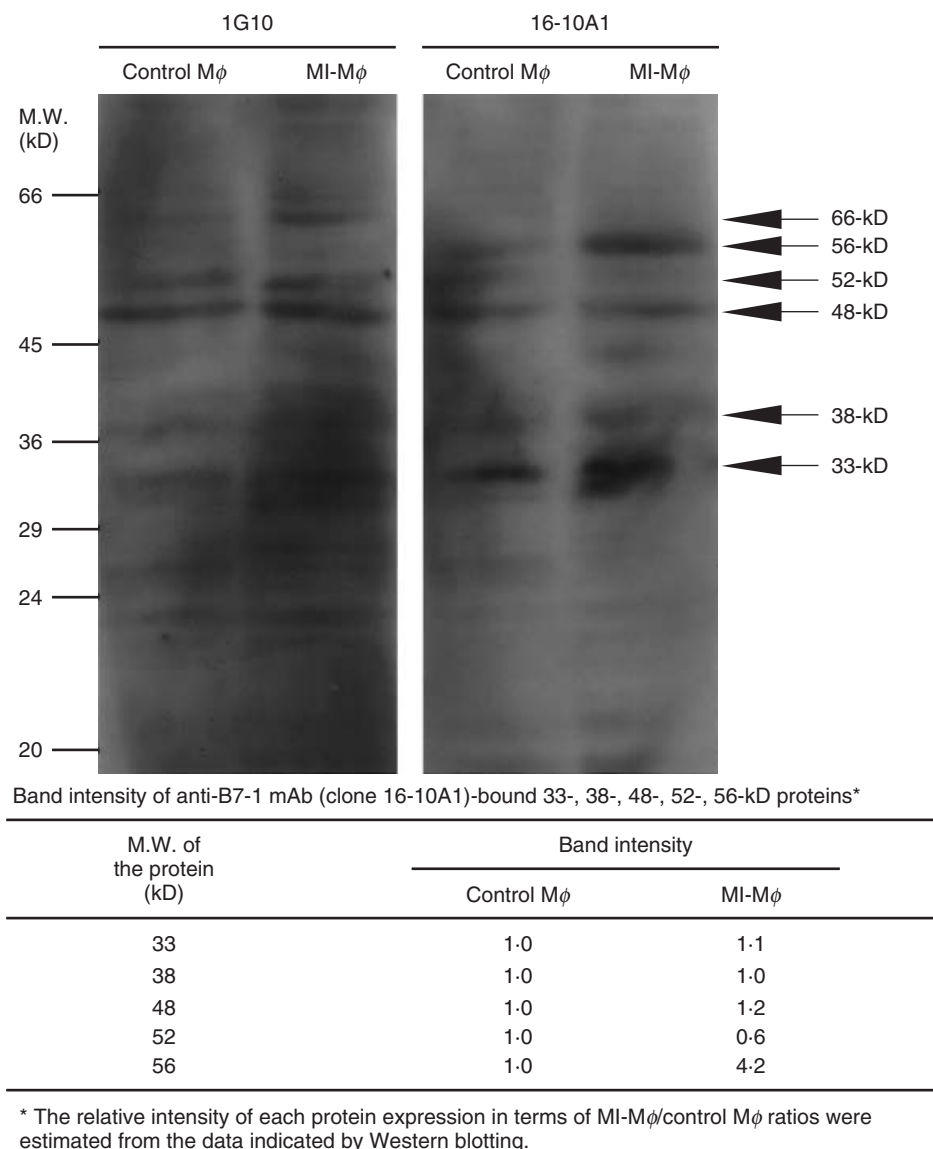 1G10
16-10A1
Control Mϕ
MI-Mϕ
Control Mϕ
MI-Mϕ
M.W.
(kD)
66
45
36
29
24
20
66-kD
56-kD
52-kD
48-kD
38-kD
33-kD
Band intensity of anti-B7-1 mAb (clone 16-10A1)-bound 33-, 38-, 48-, 52-, 56-kD proteins*
M.W. of
the protein
(kD)
Band intensity
Control Mϕ
MI-Mϕ
33 1·0 1·1
38 1·0 1·0
48 1·0 1·2
52 1·0 0·6
56 1·0 4·2
* The relative intensity of each protein expression in terms of MI-Mϕ/control Mϕ ratios were
estimated from the data indicated by Western blotting.